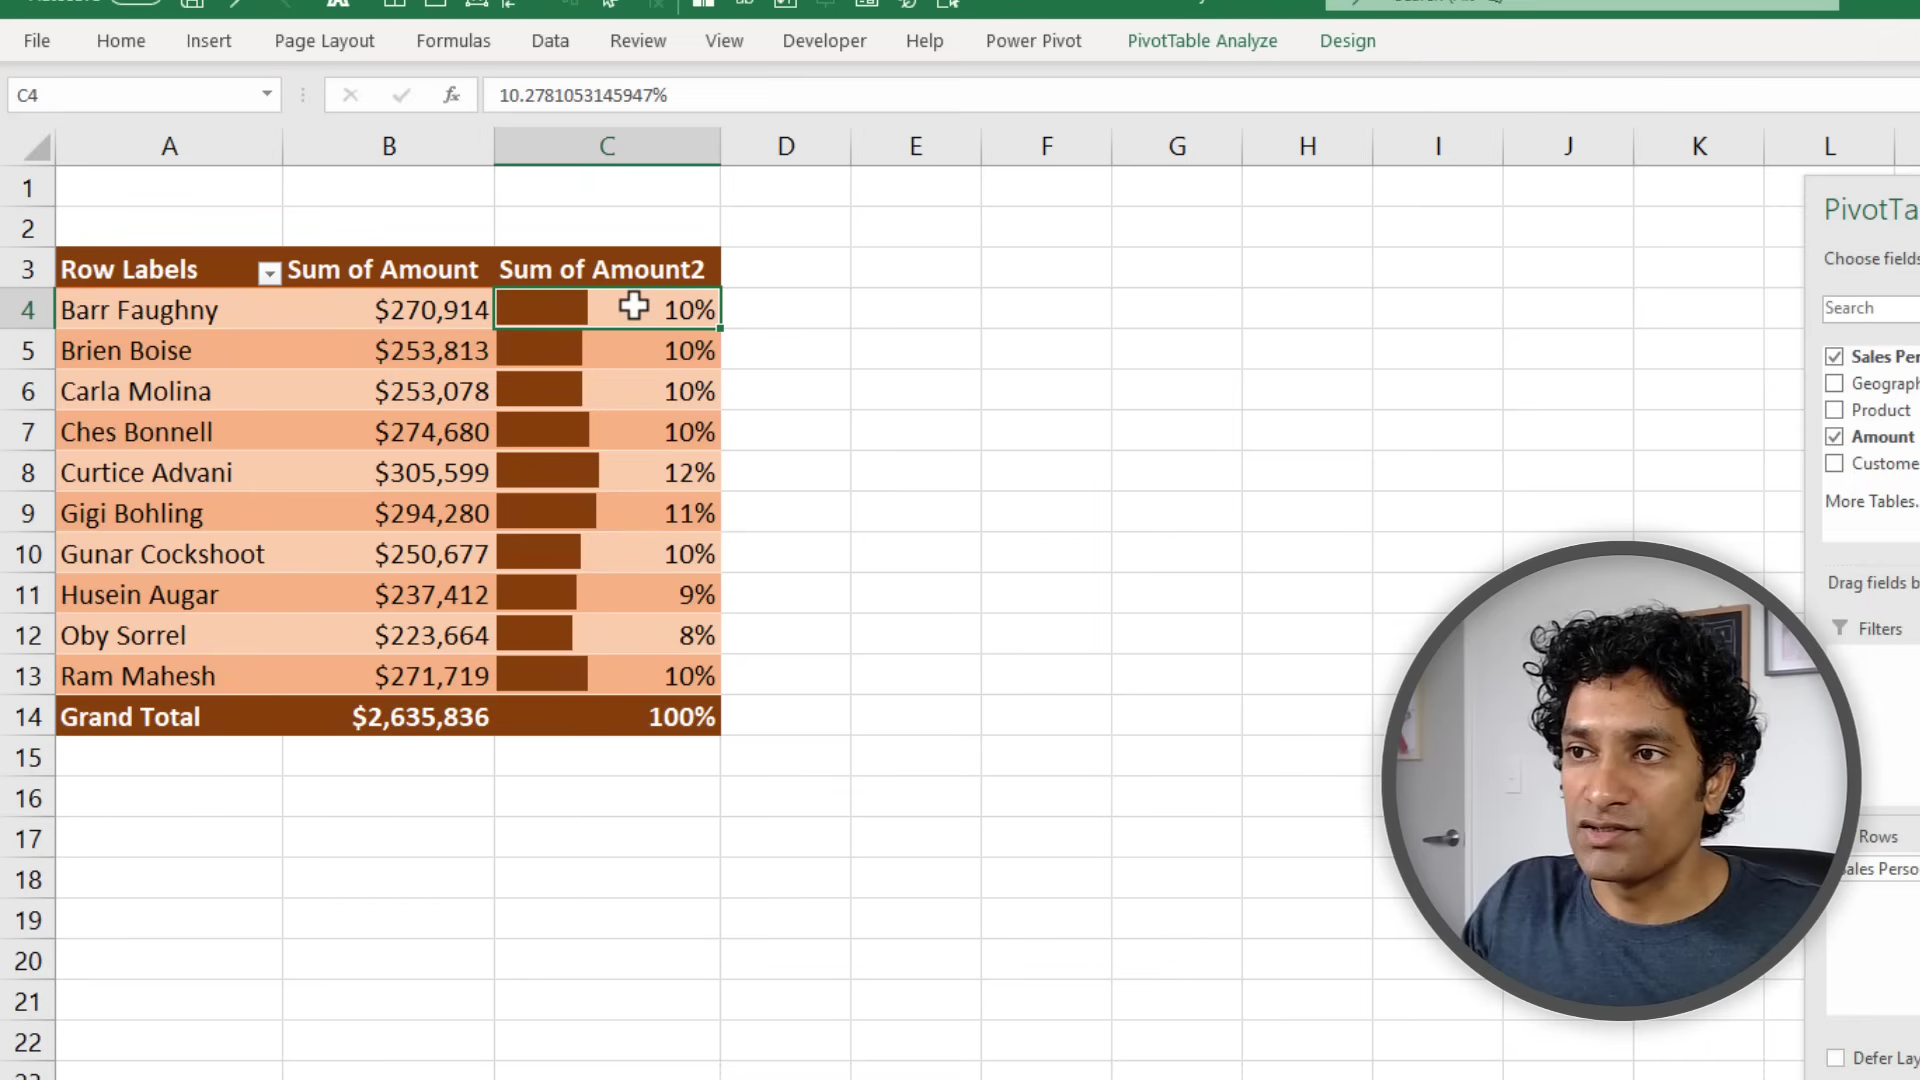 File Home Insert Page Layout Formulas Data Review View Developer Help Power Pivot PivotTable Analyze Design
C4 fx 10.2781053145947%
A B C D E F G H I J K L
1
2
3 Row Labels Sum of Amount Sum of Amount2
4 Barr Faughny $270,914 10%
5 Brien Boise $253,813 10%
6 Carla Molina $253,078 10%
7 Ches Bonnell $274,680 10%
8 Curtice Advani $305,599 12%
9 Gigi Bohling $294,280 11%
10 Gunar Cockshoot $250,677 10%
11 Husein Augar $237,412 9%
12 Oby Sorrel $223,664 8%
13 Ram Mahesh $271,719 10%
14 Grand Total $2,635,836 100%
15
16
17
18
19
20
21
22
PivotTa
Choose fields
Search
Sales Per
Geograph
Product
Amount
Custome
More Tables.
Drag fields b
Filters
Rows
ales Perso
Defer Lay